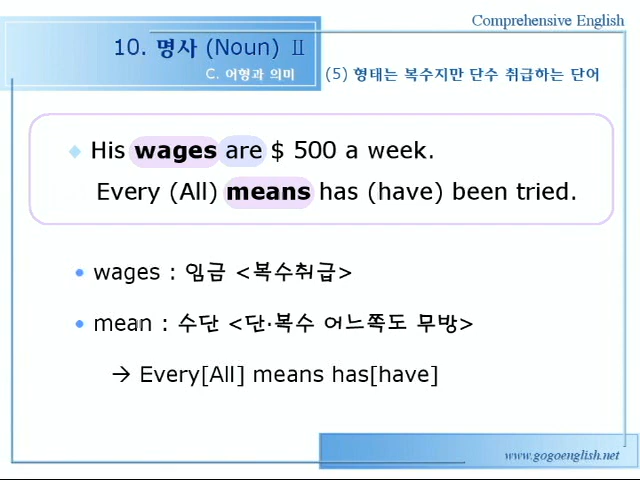 Comprehensive English
10. 명사 (Noun) Ⅱ
C. 어형과 의미
(5) 형태는 복수지만 단수 취급하는 단어
His wages are $ 500 a week.
Every (All) means has (have) been tried.
• wages : 임금 <복수취급>
• mean : 수단 <단·복수 어느쪽도 무방>
→ Every[All] means has[have]
www.gogoenglish.net